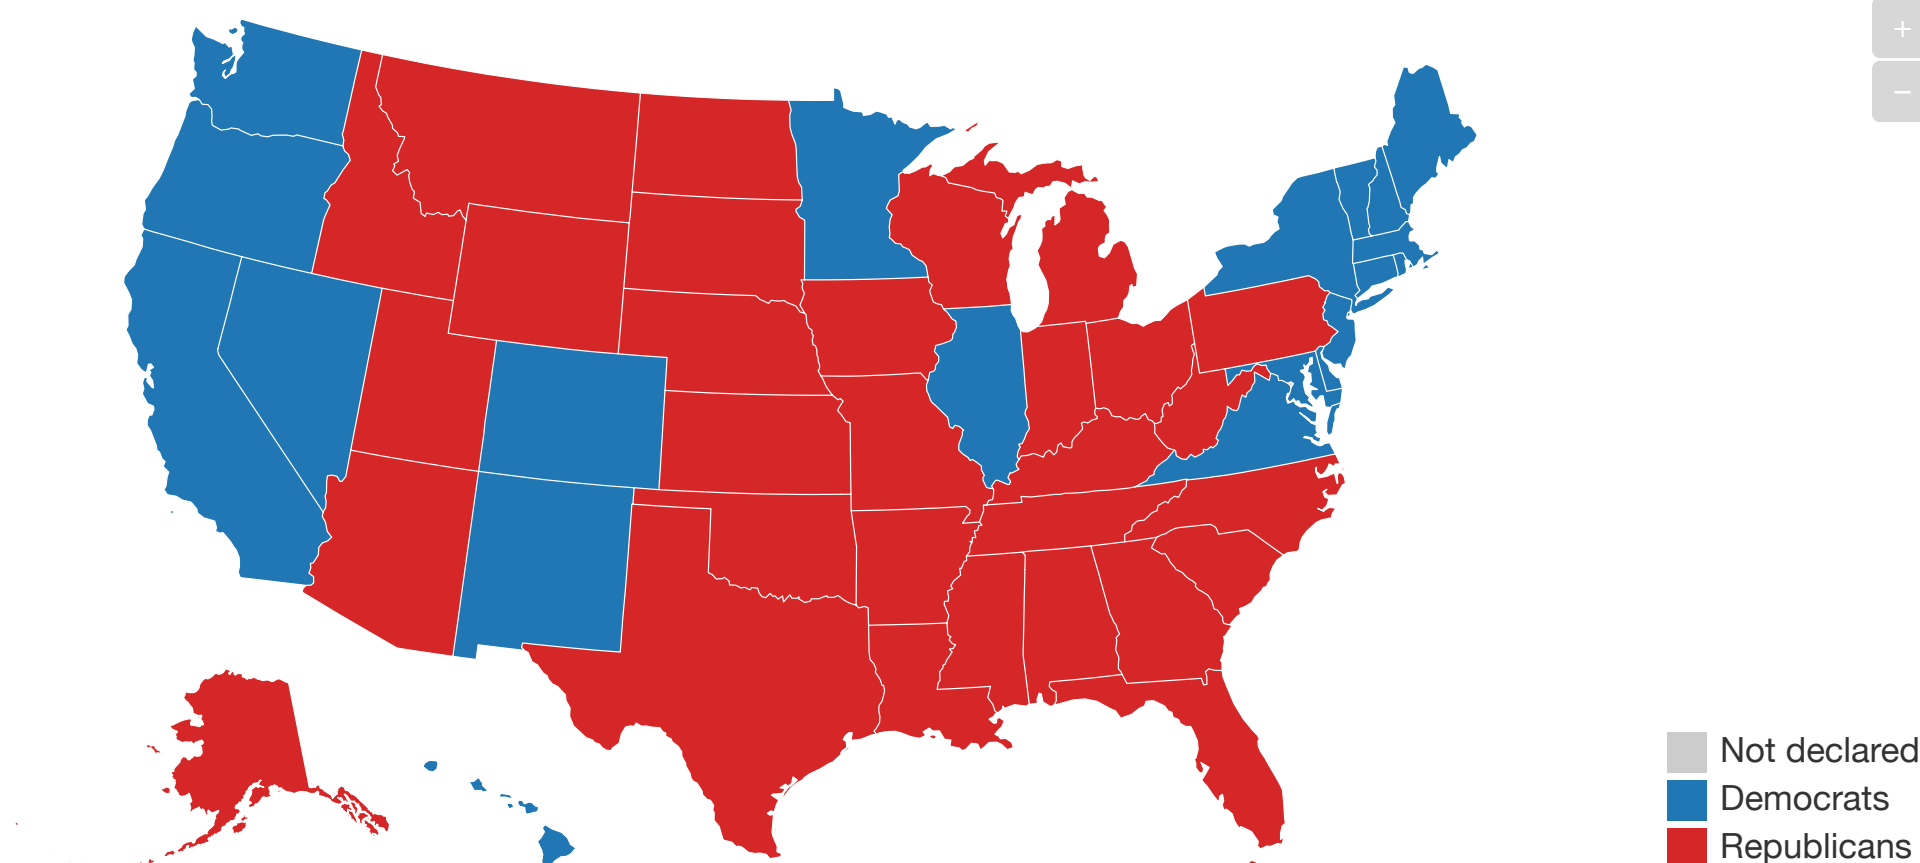 +
−
Not declared
Democrats
Republicans